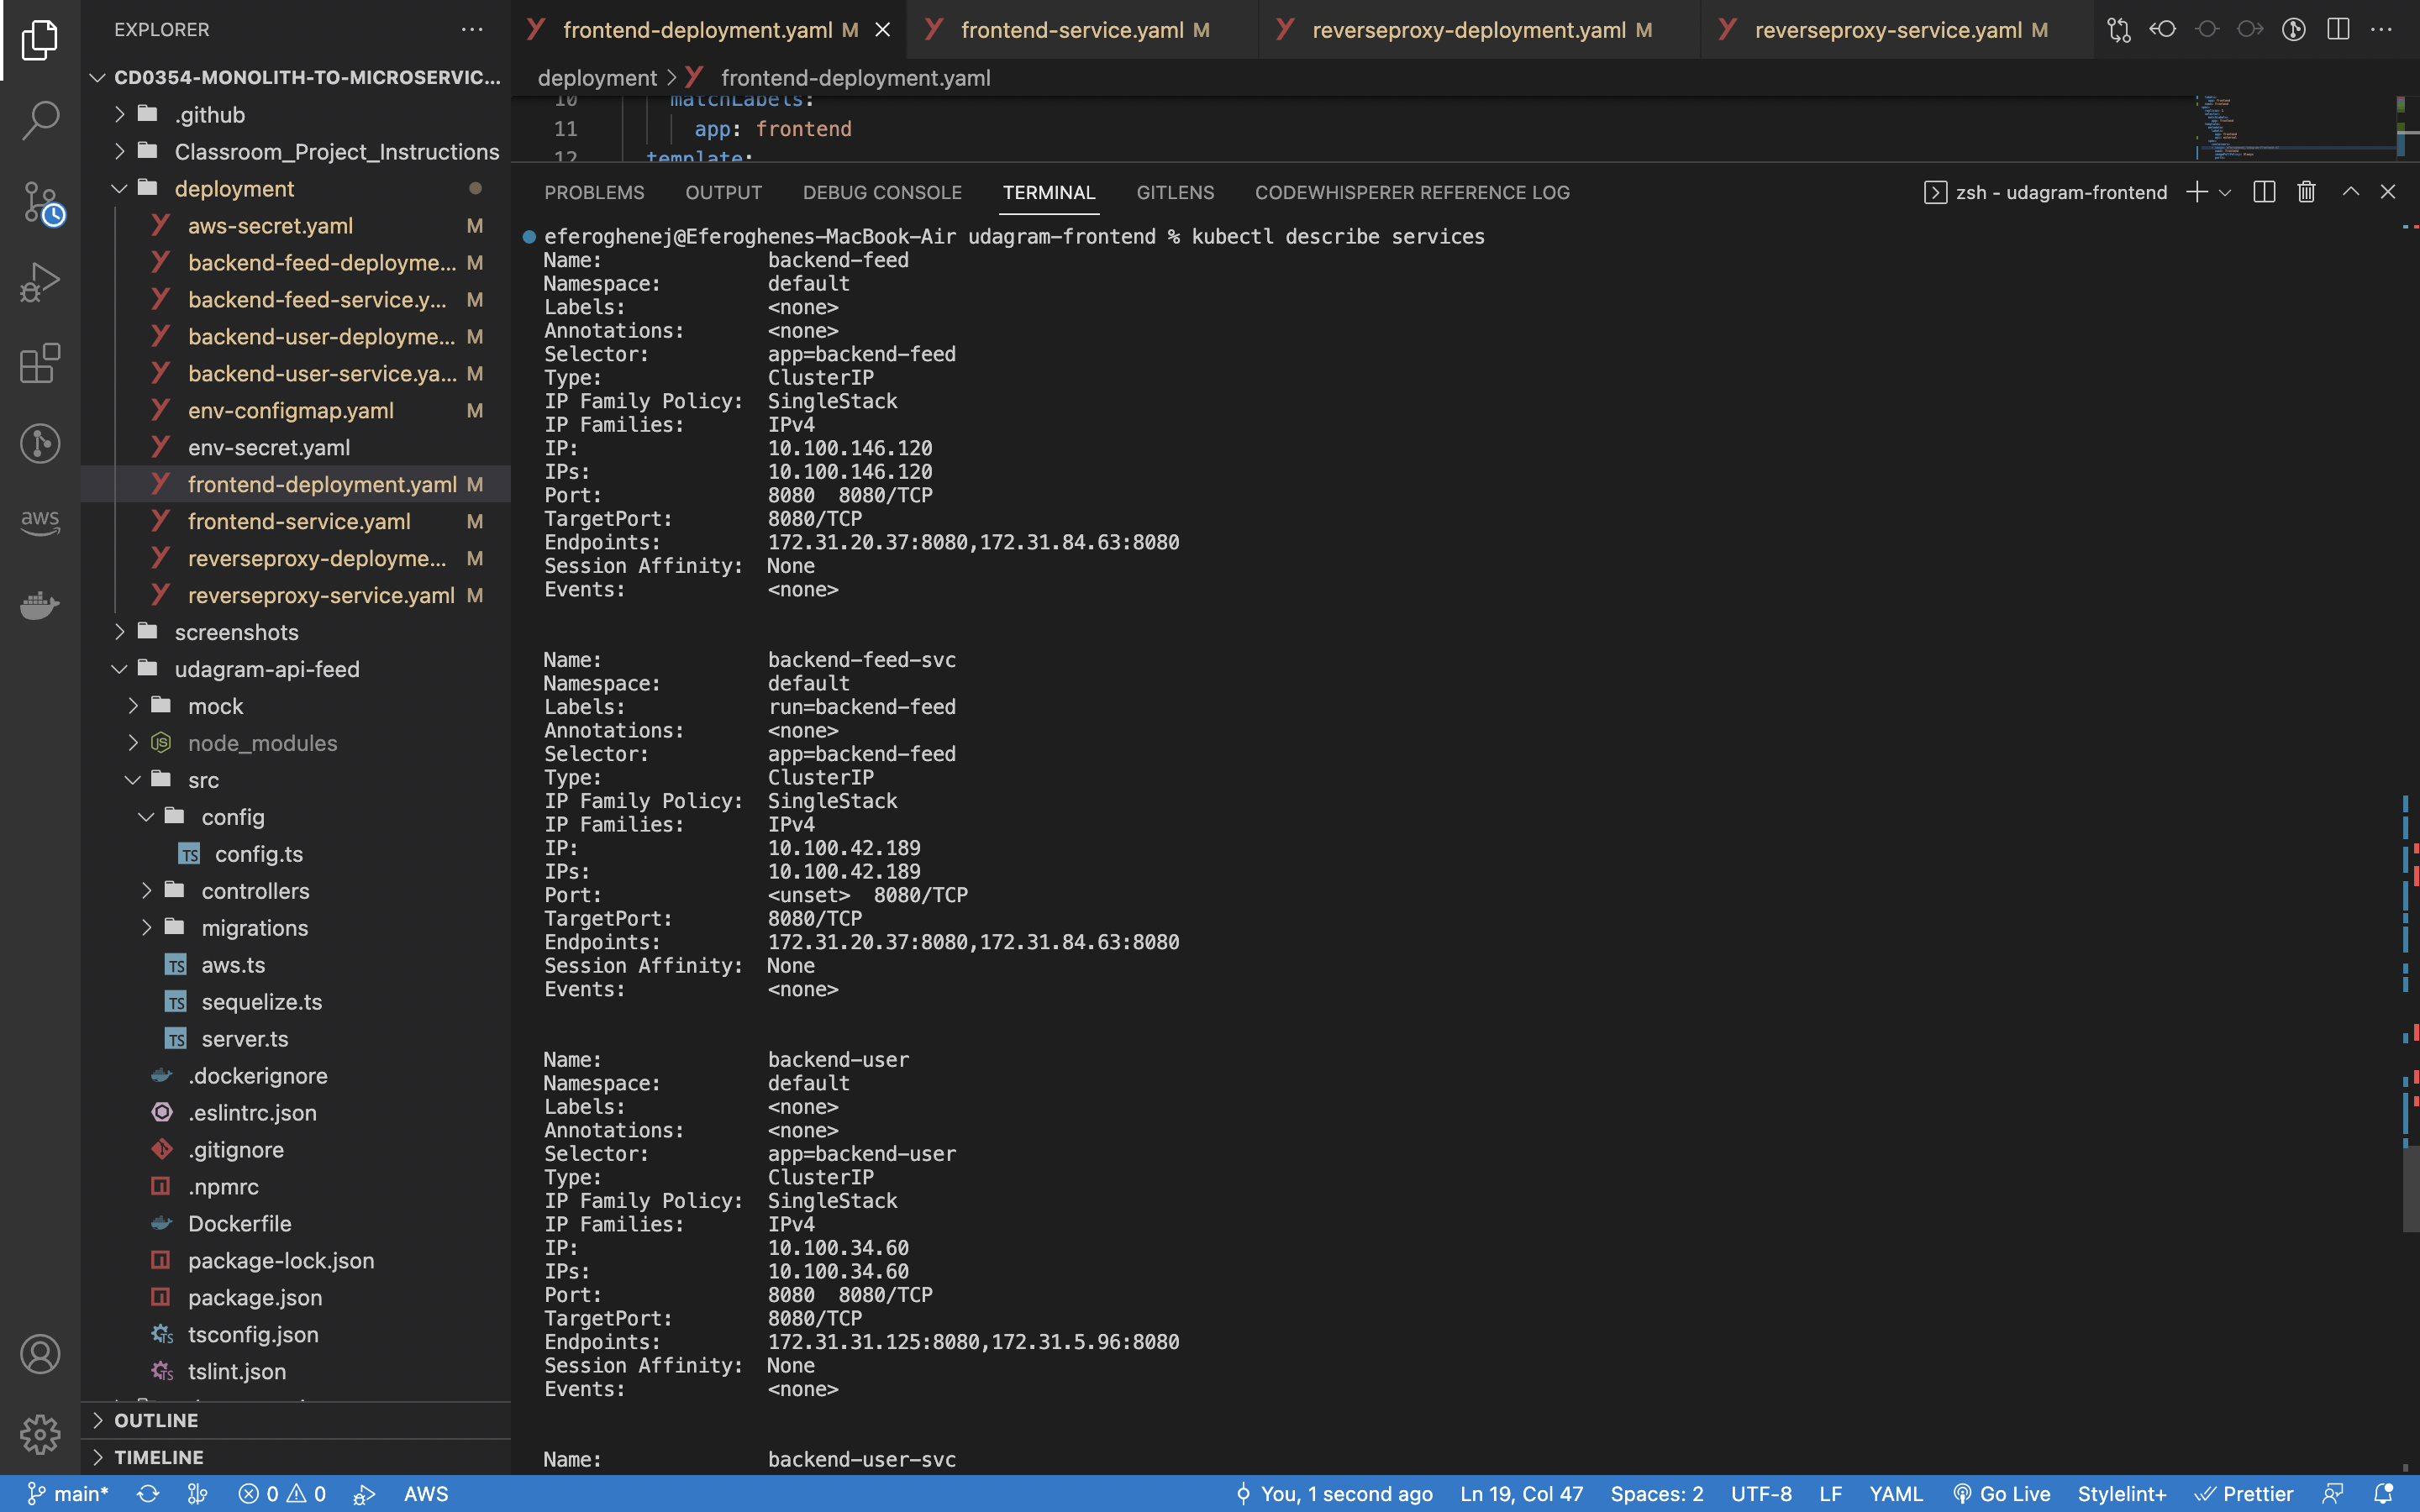 EXPLORER
CD0354-MONOLITH-TO-MICROSERVIC...
.github
Classroom_Project_Instructions
deployment
aws-secret.yaml M
backend-feed-deployme... M
backend-feed-service.y... M
backend-user-deployme... M
backend-user-service.ya... M
env-configmap.yaml M
env-secret.yaml
frontend-deployment.yaml M
frontend-service.yaml M
reverseproxy-deployme... M
reverseproxy-service.yaml M
screenshots
udagram-api-feed
mock
node_modules
src
config
TS config.ts
controllers
migrations
TS aws.ts
TS sequelize.ts
TS server.ts
.dockerignore
.eslintrc.json
.gitignore
.npmrc
Dockerfile
package-lock.json
package.json
tsconfig.json
tslint.json
OUTLINE
TIMELINE
aws
frontend-deployment.yaml M
frontend-service.yaml M
reverseproxy-deployment.yaml M
reverseproxy-service.yaml M
deployment > frontend-deployment.yaml
10 matchLabels:
11 app: frontend
12 template:
PROBLEMS OUTPUT DEBUG CONSOLE TERMINAL GITLENS CODEWHISPERER REFERENCE LOG
zsh - udagram-frontend
eferoghenej@Eferoghenes-MacBook-Air udagram-frontend % kubectl describe services
Name: backend-feed
Namespace: default
Labels: <none>
Annotations: <none>
Selector: app=backend-feed
Type: ClusterIP
IP Family Policy: SingleStack
IP Families: IPv4
IP: 10.100.146.120
IPs: 10.100.146.120
Port: 8080 8080/TCP
TargetPort: 8080/TCP
Endpoints: 172.31.20.37:8080,172.31.84.63:8080
Session Affinity: None
Events: <none>
Name: backend-feed-svc
Namespace: default
Labels: run=backend-feed
Annotations: <none>
Selector: app=backend-feed
Type: ClusterIP
IP Family Policy: SingleStack
IP Families: IPv4
IP: 10.100.42.189
IPs: 10.100.42.189
Port: <unset> 8080/TCP
TargetPort: 8080/TCP
Endpoints: 172.31.20.37:8080,172.31.84.63:8080
Session Affinity: None
Events: <none>
Name: backend-user
Namespace: default
Labels: <none>
Annotations: <none>
Selector: app=backend-user
Type: ClusterIP
IP Family Policy: SingleStack
IP Families: IPv4
IP: 10.100.34.60
IPs: 10.100.34.60
Port: 8080 8080/TCP
TargetPort: 8080/TCP
Endpoints: 172.31.31.125:8080,172.31.5.96:8080
Session Affinity: None
Events: <none>
Name: backend-user-svc
main* 0 0 AWS
You, 1 second ago Ln 19, Col 47 Spaces: 2 UTF-8 LF YAML Go Live Stylelint+ Prettier